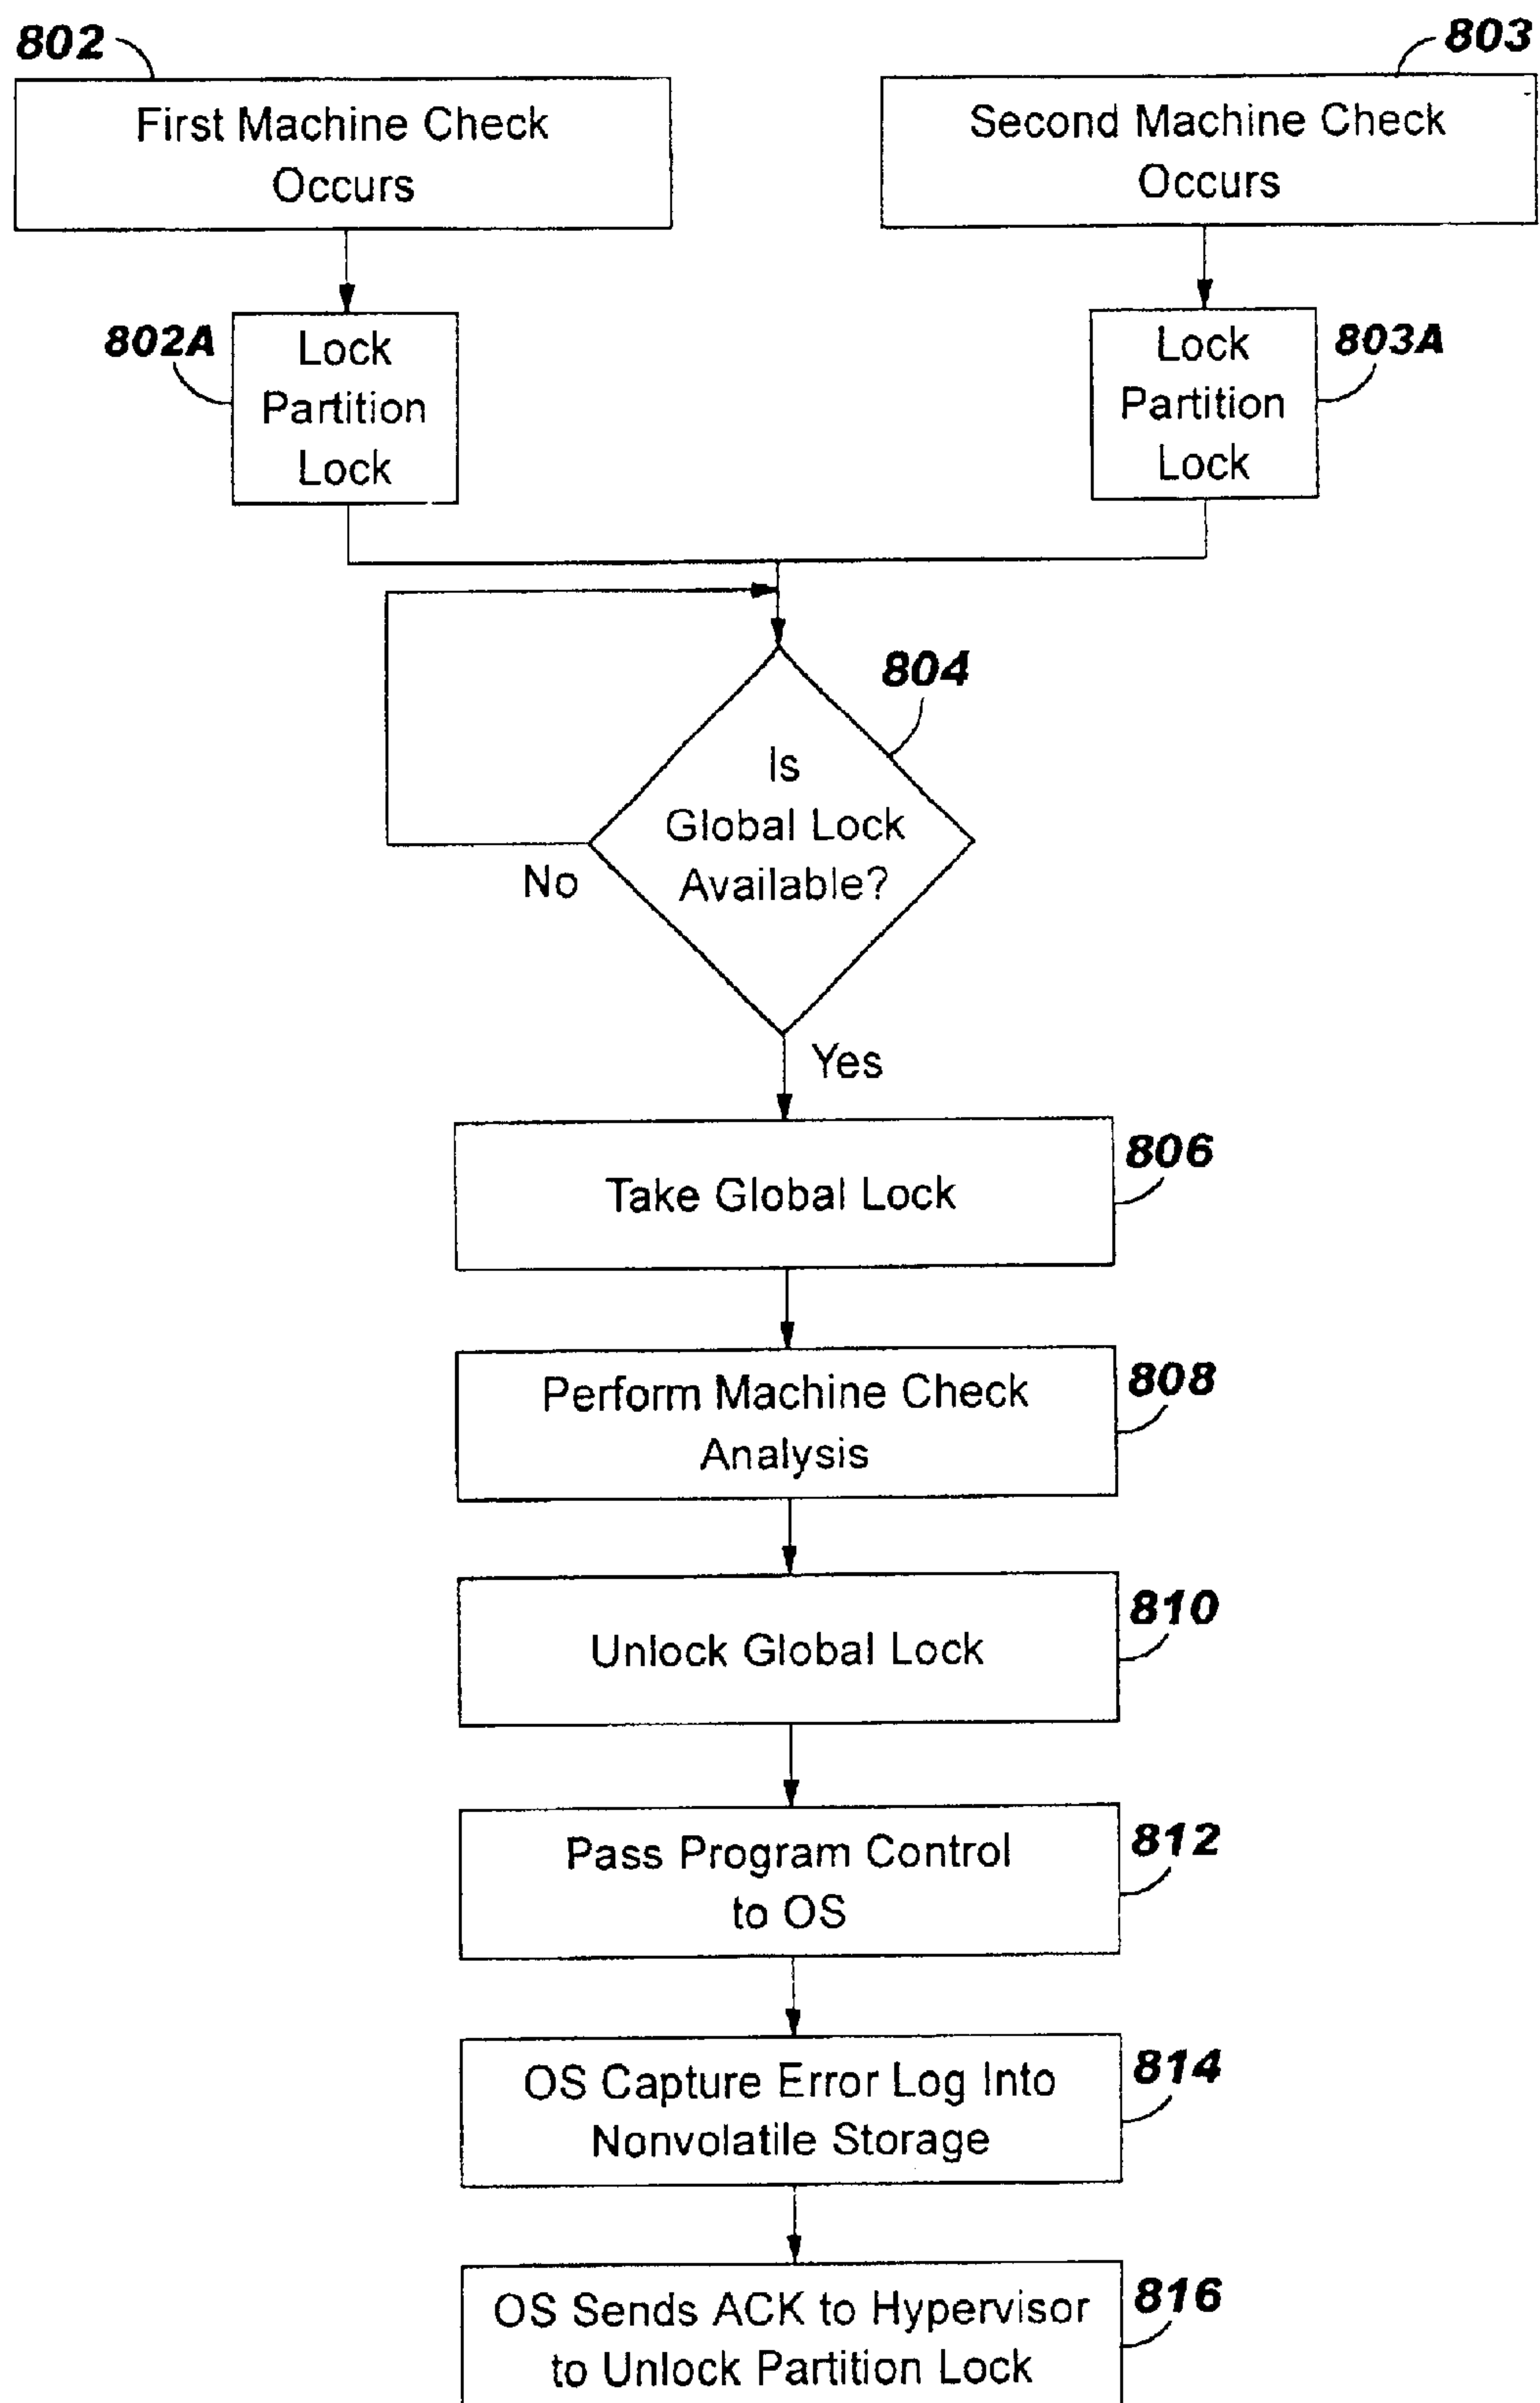 802
803
First Machine Check
Occurs
Second Machine Check
Occurs
802A
Lock
Partition
Lock
Lock
Partition
Lock
803A
804
Is
Global Lock
Available?
No
Yes
806
Take Global Lock
808
Perform Machine Check
Analysis
810
Unlock Global Lock
812
Pass Program Control
to OS
814
OS Capture Error Log Into
Nonvolatile Storage
816
OS Sends ACK to Hypervisor
to Unlock Partition Lock